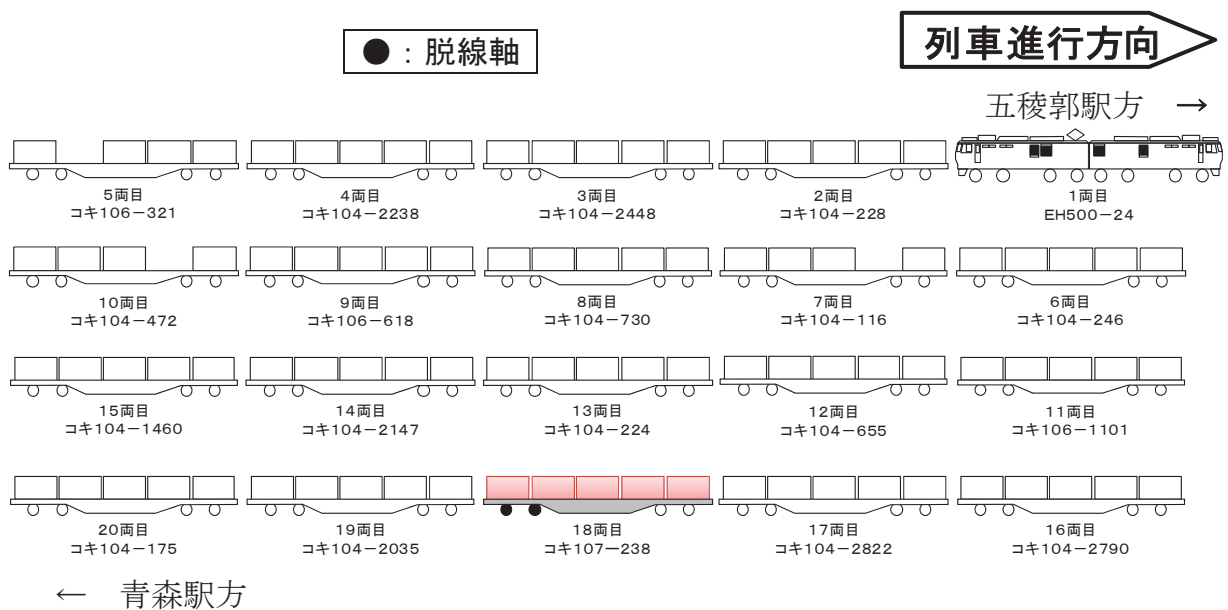 ●：脱線軸
列車進行方向
五稜郭駅方 →
5両目
コキ106－321
4両目
コキ104－2238
3両目
コキ104－2448
2両目
コキ104－228
1両目
EH500－24
10両目
コキ104－472
9両目
コキ106－618
8両目
コキ104－730
7両目
コキ104－116
6両目
コキ104－246
15両目
コキ104－1460
14両目
コキ104－2147
13両目
コキ104－224
12両目
コキ104－655
11両目
コキ106－1101
20両目
コキ104－175
19両目
コキ104－2035
18両目
コキ107―238
17両目
コキ104－2822
16両目
コキ104－2790
← 青森駅方